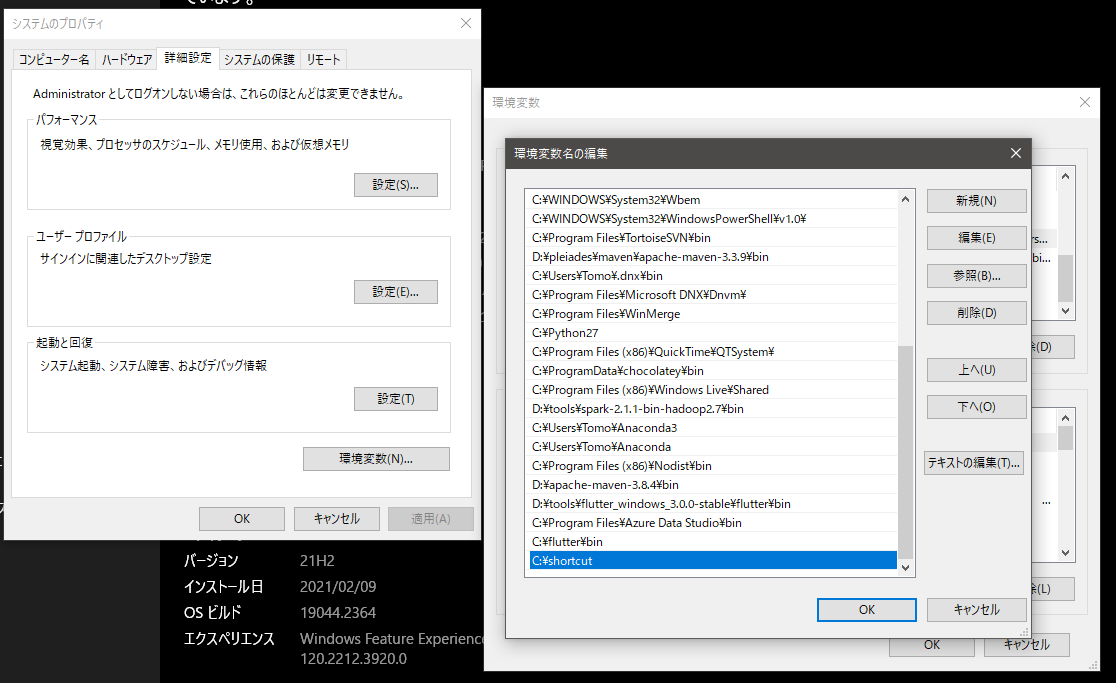 システムのプロパティ
コンピューター名
ハードウェア
詳細設定
システムの保護
リモート
Administrator としてログオンしない場合は、これらのほとんどは変更できません。
パフォーマンス
視覚効果、プロセッサのスケジュール、メモリ使用、および仮想メモリ
設定(S)...
ユーザー プロファイル
サインインに関連したデスクトップ設定
設定(E)...
起動と回復
システム起動、システム障害、およびデバッグ情報
設定(T)
環境変数(N)...
OK
キャンセル
適用(A)
バージョン 21H2
インストール日 2021/02/09
OS ビルド 19044.2364
エクスペリエンス Windows Feature Experience
120.2212.3920.0
環境変数
環境変数名の編集
C:¥WINDOWS¥System32¥Wbem
C:¥WINDOWS¥System32¥WindowsPowerShell¥v1.0¥
C:¥Program Files¥TortoiseSVN¥bin
D:¥pleiades¥maven¥apache-maven-3.3.9¥bin
C:¥Users¥Tomo¥.dnx¥bin
C:¥Program Files¥Microsoft DNX¥Dnvm¥
C:¥Program Files¥WinMerge
C:¥Python27
C:¥Program Files (x86)¥QuickTime¥QTSystem¥
C:¥ProgramData¥chocolatey¥bin
C:¥Program Files (x86)¥Windows Live¥Shared
D:¥tools¥spark-2.1.1-bin-hadoop2.7¥bin
C:¥Users¥Tomo¥Anaconda3
C:¥Users¥Tomo¥Anaconda
C:¥Program Files (x86)¥Nodist¥bin
D:¥apache-maven-3.8.4¥bin
D:¥tools¥flutter_windows_3.0.0-stable¥flutter¥bin
C:¥Program Files¥Azure Data Studio¥bin
C:¥flutter¥bin
C:¥shortcut
新規(N)
編集(E)
参照(B)...
削除(D)
上へ(U)
下へ(O)
テキストの編集(T)...
OK
キャンセル
rs...
bi...
(D)
...
(L)
OK
キャンセル